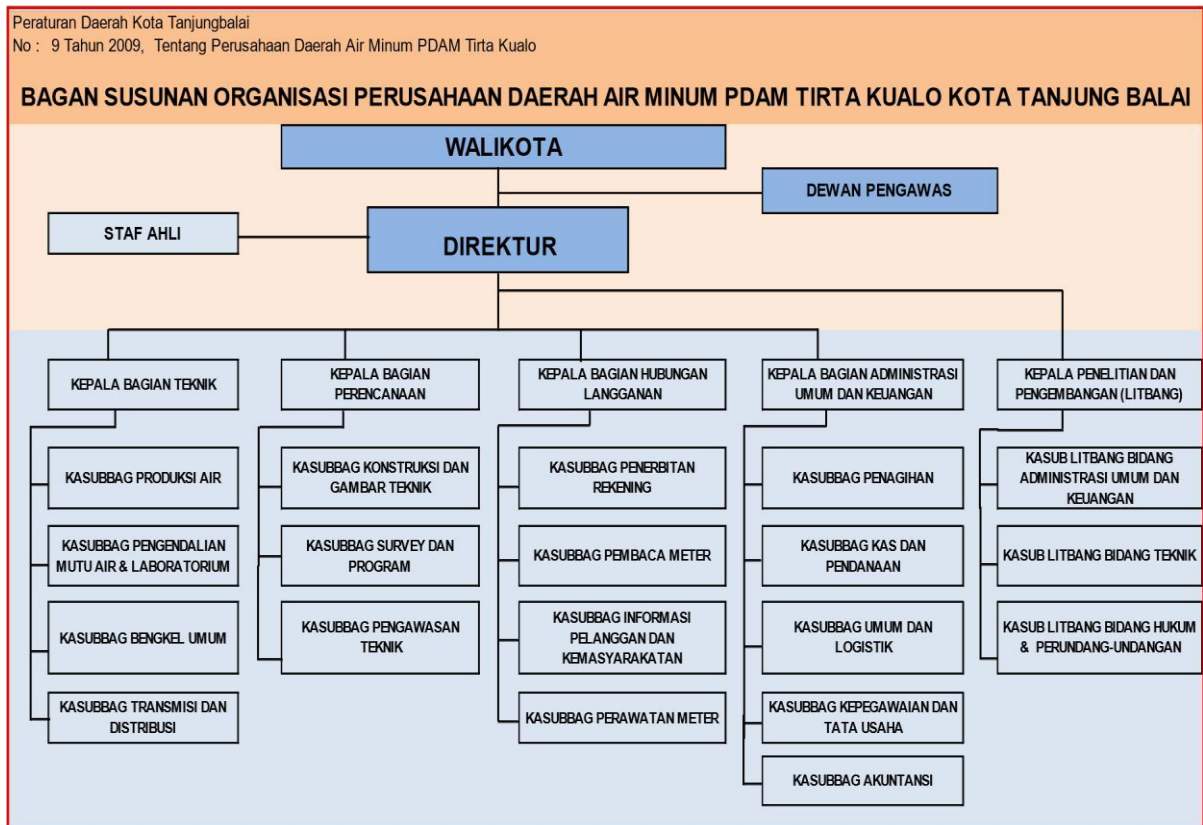 Peraturan Daerah Kota Tanjungbalai
No : 9 Tahun 2009, Tentang Perusahaan Daerah Air Minum PDAM Tirta Kualo
BAGAN SUSUNAN ORGANISASI PERUSAHAAN DAERAH AIR MINUM PDAM TIRTA KUALO KOTA TANJUNG BALAI
WALIKOTA
DEWAN PENGAWAS
STAF AHLI
DIREKTUR
KEPALA BAGIAN TEKNIK
KASUBBAG PRODUKSI AIR
KASUBBAG PENGENDALIAN
MUTU AIR & LABORATORIUM
KASUBBAG BENGKEL UMUM
KASUBBAG TRANSMISI DAN
DISTRIBUSI
KEPALA BAGIAN
PERENCANAAN
KASUBBAG KONSTRUKSI DAN
GAMBAR TEKNIK
KASUBBAG SURVEY DAN
PROGRAM
KASUBBAG PENGAWASAN
TEKNIK
KEPALA BAGIAN HUBUNGAN
LANGGANAN
KASUBBAG PENERBITAN
REKENING
KASUBBAG PEMBACA METER
KASUBBAG INFORMASI
PELANGGAN DAN
KEMASYARAKATAN
KASUBBAG PERAWATAN METER
KEPALA BAGIAN ADMINISTRASI
UMUM DAN KEUANGAN
KASUBBAG PENAGIHAN
KASUBBAG KAS DAN
PENDANAAN
KASUBBAG UMUM DAN
LOGISTIK
KASUBBAG KEPEGAWAIAN DAN
TATA USAHA
KASUBBAG AKUNTANSI
KEPALA PENELITIAN DAN
PENGEMBANGAN (LITBANG)
KASUB LITBANG BIDANG
ADMINISTRASI UMUM DAN
KEUANGAN
KASUB LITBANG BIDANG TEKNIK
KASUB LITBANG BIDANG HUKUM
& PERUNDANG-UNDANGAN